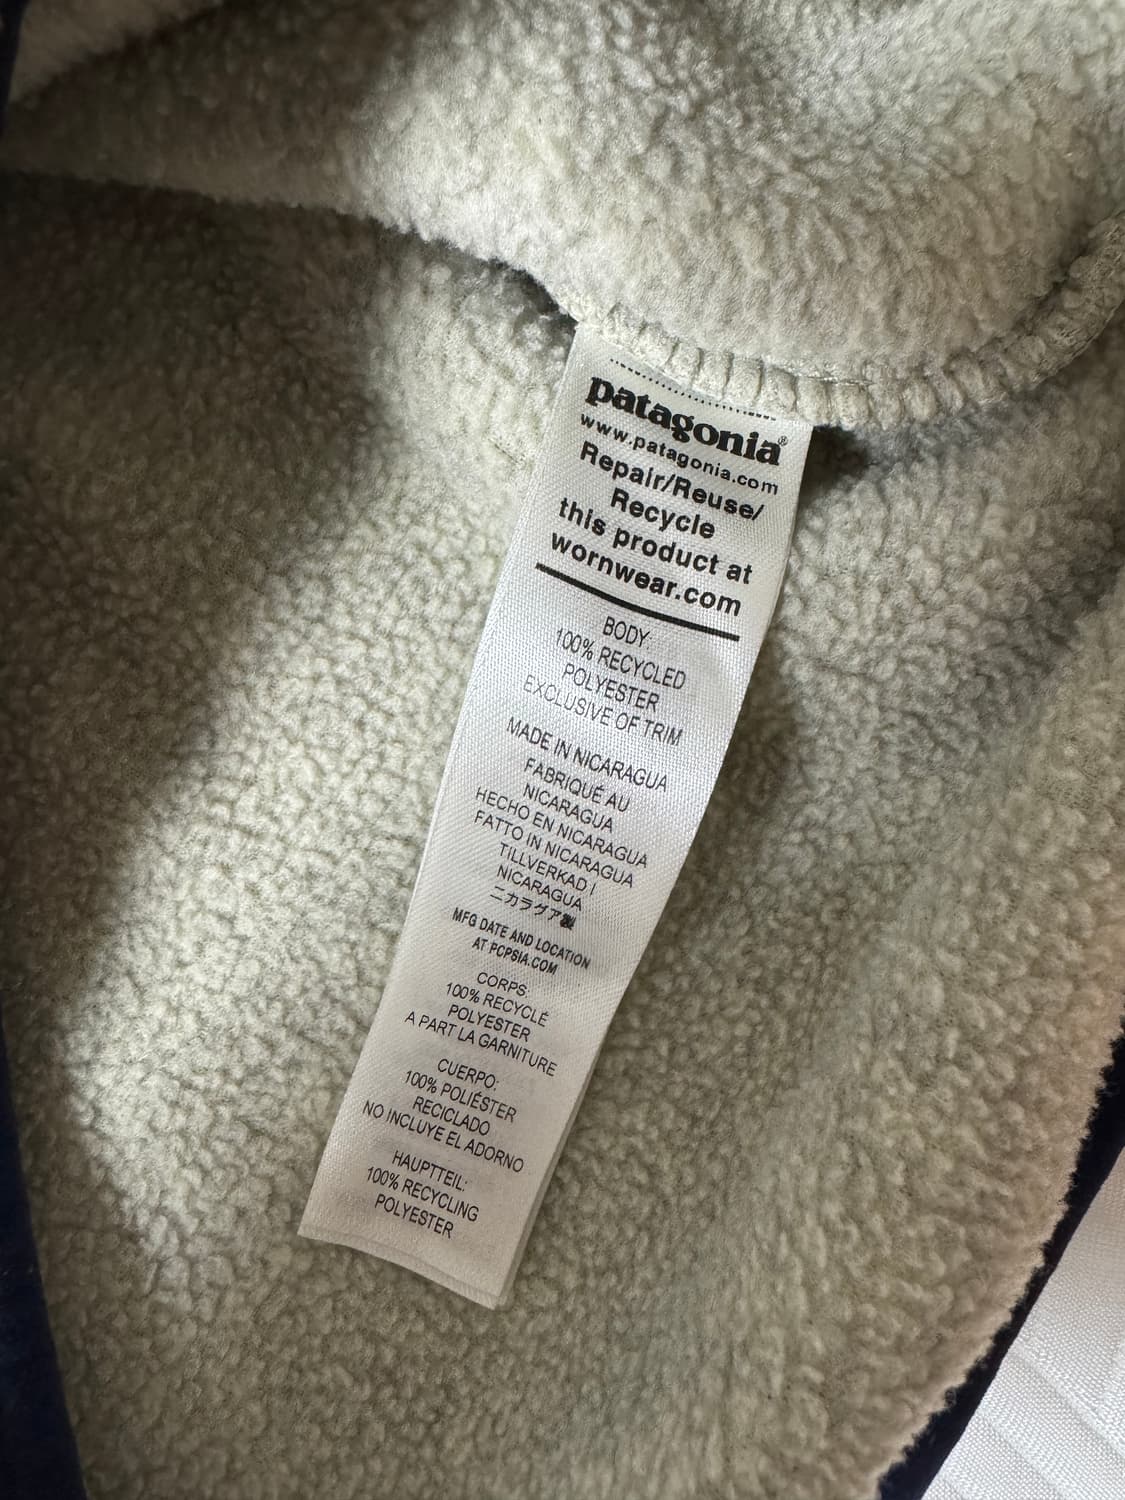 patagonia®
www.patagonia.com
Repair/Reuse/
Recycle
this product at
wornwear.com
BODY:
100% RECYCLED
POLYESTER
EXCLUSIVE OF TRIM
MADE IN NICARAGUA
FABRIQUÉ AU
NICARAGUA
HECHO EN NICARAGUA
FATTO IN NICARAGUA
TILLVERKAD I
NICARAGUA
ニカラグア製
MFG DATE AND LOCATION
AT PCPSIA.COM
CORPS:
100% RECYCLÉ
POLYESTER
A PART LA GARNITURE
CUERPO:
100% POLIÉSTER
RECICLADO
NO INCLUYE EL ADORNO
HAUPTTEIL:
100% RECYCLING
POLYESTER